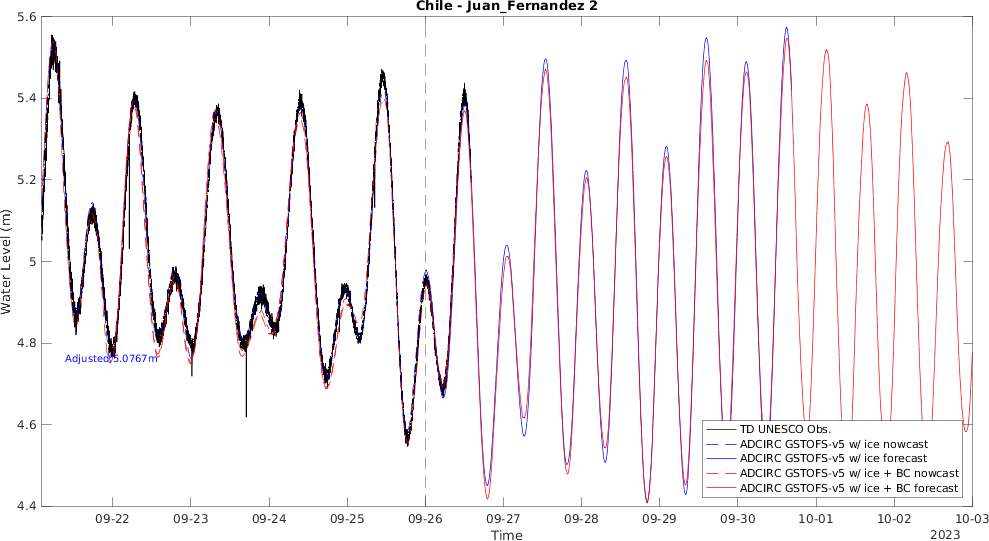 Chile - Juan_Fernandez 2
5.6
5.4
5.2
5
4.8
4.6
4.4
Water Level (m)
Adjusted:5.0767m
TD UNESCO Obs.
ADCIRC GSTOFS-v5 w/ ice nowcast
ADCIRC GSTOFS-v5 w/ ice forecast
ADCIRC GSTOFS-v5 w/ ice + BC nowcast
ADCIRC GSTOFS-v5 w/ ice + BC forecast
09-22 09-23 09-24 09-25 09-26 09-27 09-28 09-29 09-30 10-01 10-02 10-03
Time
2023